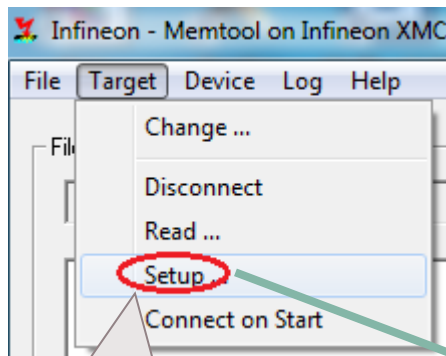 Infineon - Memtool on Infineon XMC
File Target Device Log Help
Change ...
Disconnect
Read ...
Setup ...
Connect on Start